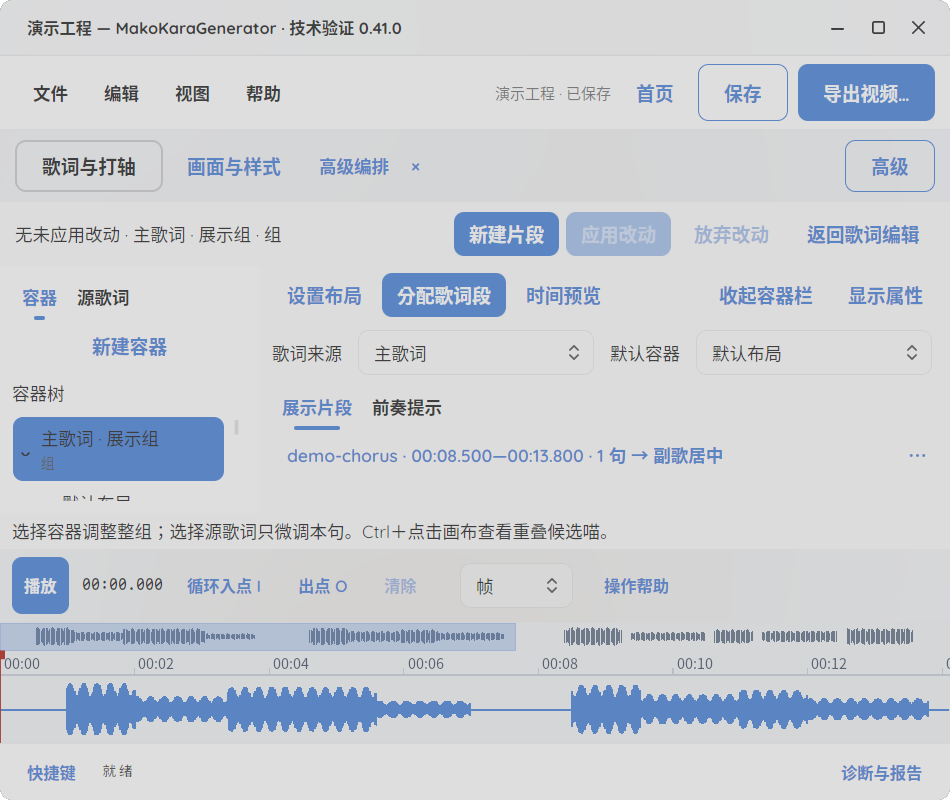 演示工程 — MakoKaraGenerator · 技术验证 0.41.0
文件 编辑 视图 帮助 演示工程 · 已保存 首页 保存 导出视频…
歌词与打轴 画面与样式 高级编排 × 高级
无未应用改动 · 主歌词 · 展示组 · 组 新建片段 应用改动 放弃改动 返回歌词编辑
容器 源歌词 设置布局 分配歌词段 时间预览 收起容器栏 显示属性
新建容器
歌词来源 主歌词 默认容器 默认布局
容器树
展示片段 前奏提示
主歌词 · 展示组
组
demo-chorus · 00:08.500—00:13.800 · 1 句 → 副歌居中 ···
默认布局
选择容器调整整组；选择源歌词只微调本句。Ctrl＋点击画布查看重叠候选喵。
播放 00:00.000 循环入点 I 出点 O 清除 帧 操作帮助
00:00 00:02 00:04 00:06 00:08 00:10 00:12
快捷键 就绪 诊断与报告